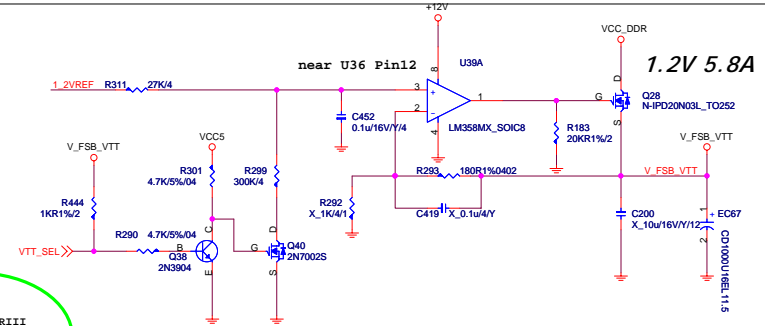 +12V
VCC_DDR
near U36 Pin12
U39A
1.2V 5.8A
1_2VREF
R311
27K/4
8
3
+
2
-
1
4
LM358MX_SOIC8
D
G
S
Q28
N-IPD20N03L_TO252
C452
0.1u/16V/Y/4
R183
20KR1%/2
V_FSB_VTT
VCC5
V_FSB_VTT
R301
4.7K/5%/04
R299
300K/4
R293
180R1%0402
V_FSB_VTT
R444
1KR1%/2
R292
X_1K/4/1
C419
X_0.1u/4/Y
C200
X_10u/16V/Y/12
1
+
EC67
2
CD1000U16EL11.5
R290
4.7K/5%/04
VTT_SEL
B
C
E
Q38
2N3904
D
G
S
Q40
2N7002S
RIII